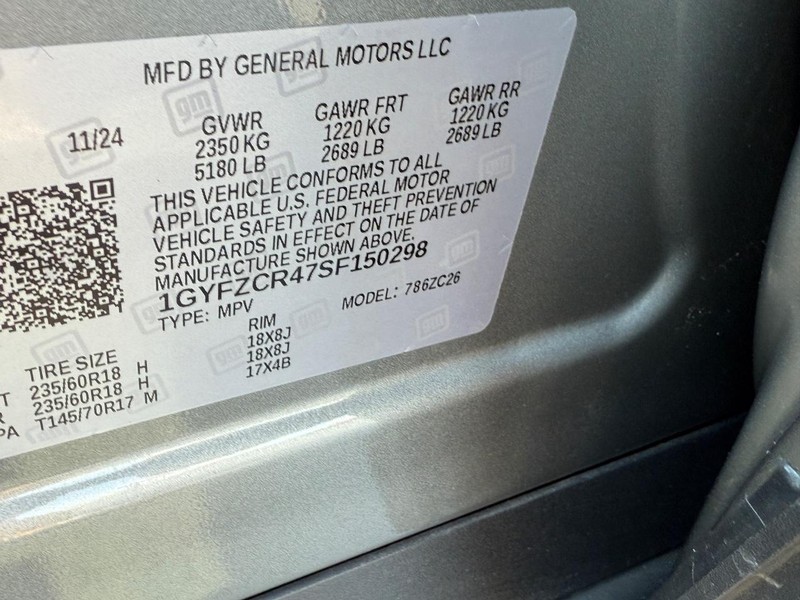 MFD BY GENERAL MOTORS LLC
11/24
GVWR
2350 KG
5180 LB
GAWR FRT
1220 KG
2689 LB
GAWR RR
1220 KG
2689 LB
THIS VEHICLE CONFORMS TO ALL
APPLICABLE U.S. FEDERAL MOTOR
VEHICLE SAFETY AND THEFT PREVENTION
STANDARDS IN EFFECT ON THE DATE OF
MANUFACTURE SHOWN ABOVE.
1GYFZCR47SF150298
TYPE: MPV
MODEL: 786ZC26
TIRE SIZE
RIM
T 235/60R18 H
18X8J
R 235/60R18 H
18X8J
PA T145/70R17 M
17X4B
gm